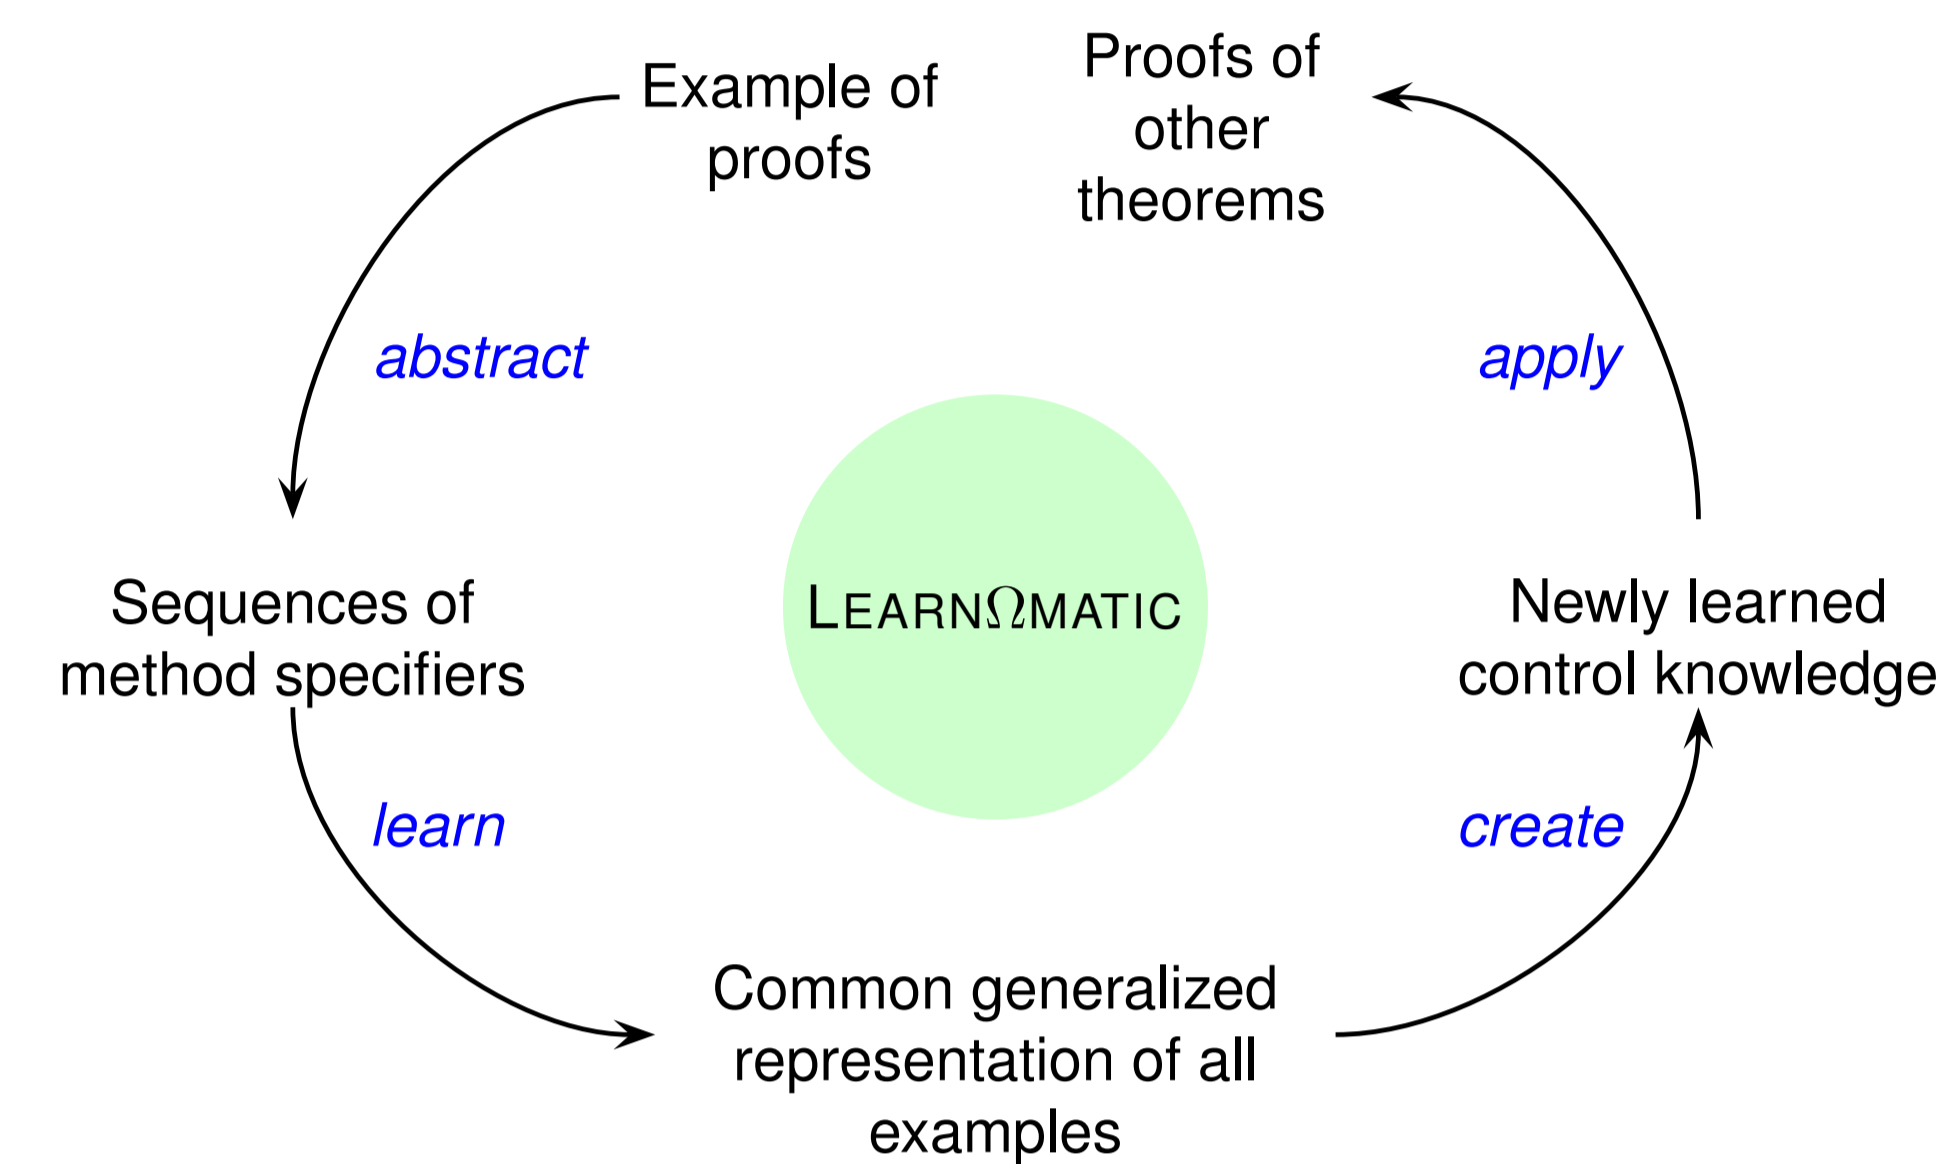 Example of
proofs
Proofs of
other
theorems
abstract
apply
Sequences of
method specifiers
LEARNΩMATIC
Newly learned
control knowledge
learn
create
Common generalized
representation of all
examples